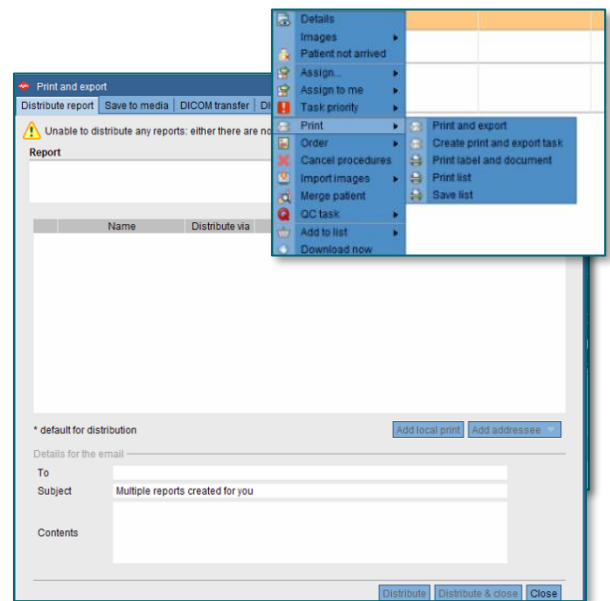 Details
Images
Patient not arrived
Assign...
Assign to me
Task priority
Print
Order
Cancel procedures
Import images
Merge patient
QC task
Add to list
Download now
Print and export
Create print and export task
Print label and document
Print list
Save list
Print and export
Distribute report Save to media DICOM transfer
Unable to distribute any reports: either there are no
Report
Name Distribute via
* default for distribution Add local print Add addressee
Details for the email
To
Subject Multiple reports created for you
Contents
Distribute Distribute & close Close